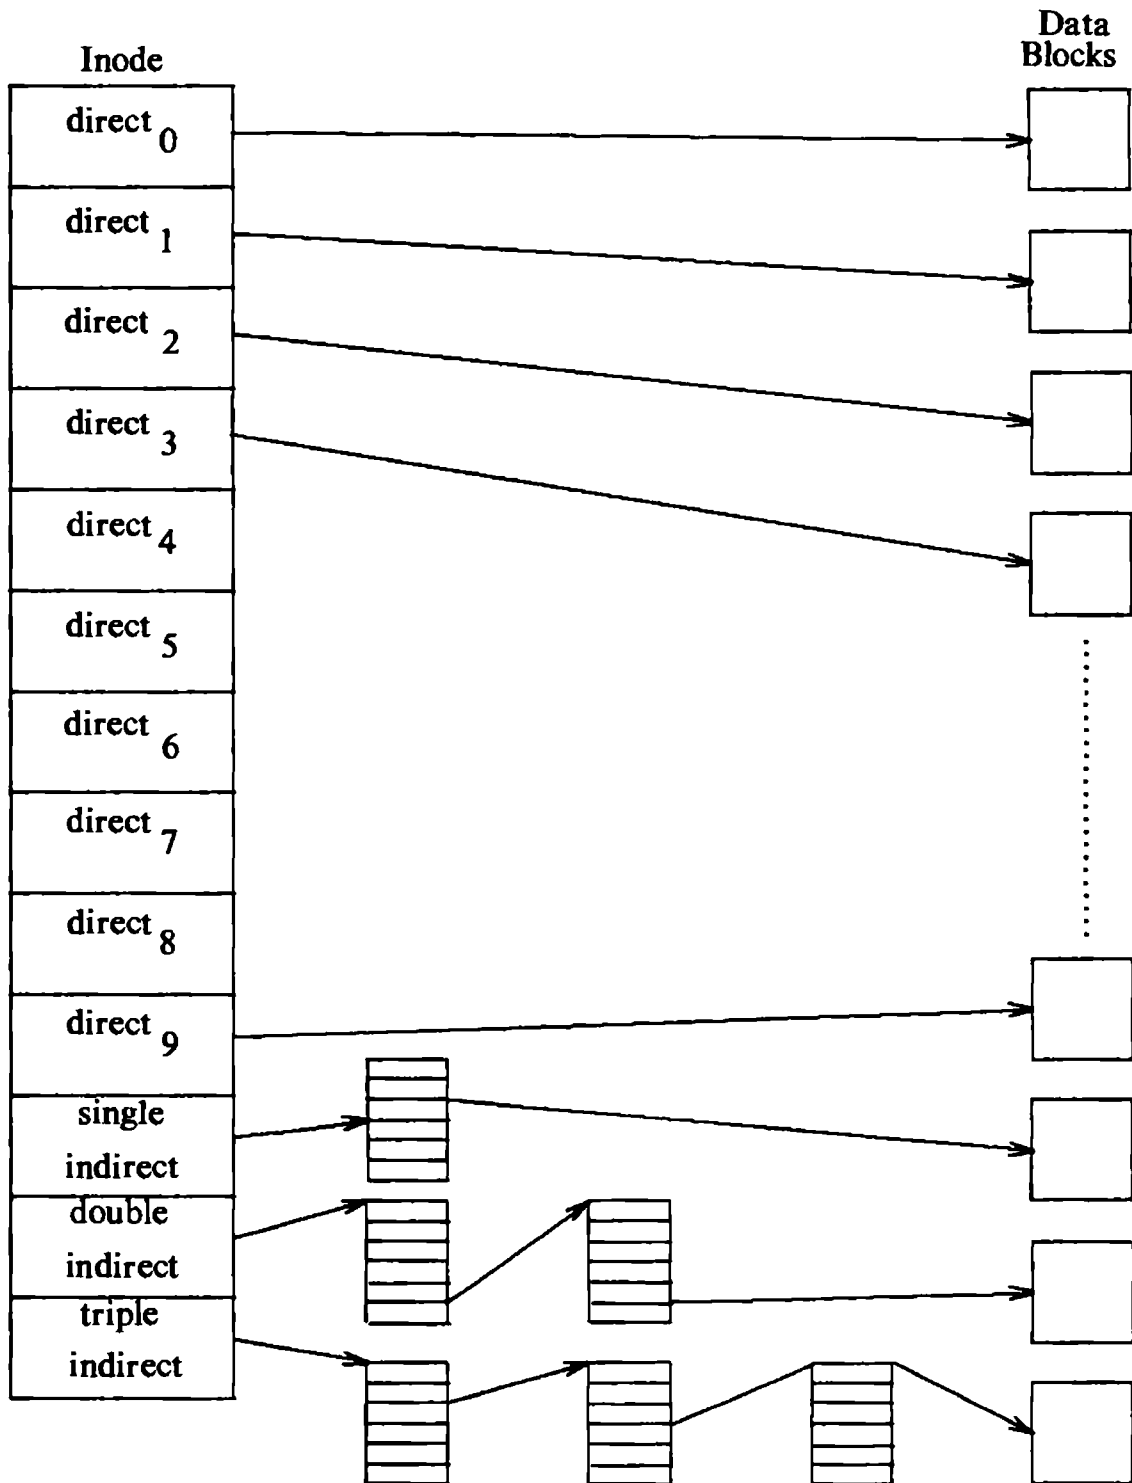 Inode
Data
Blocks
direct 0
direct 1
direct 2
direct 3
direct 4
direct 5
direct 6
direct 7
direct 8
direct 9
single
indirect
double
indirect
triple
indirect